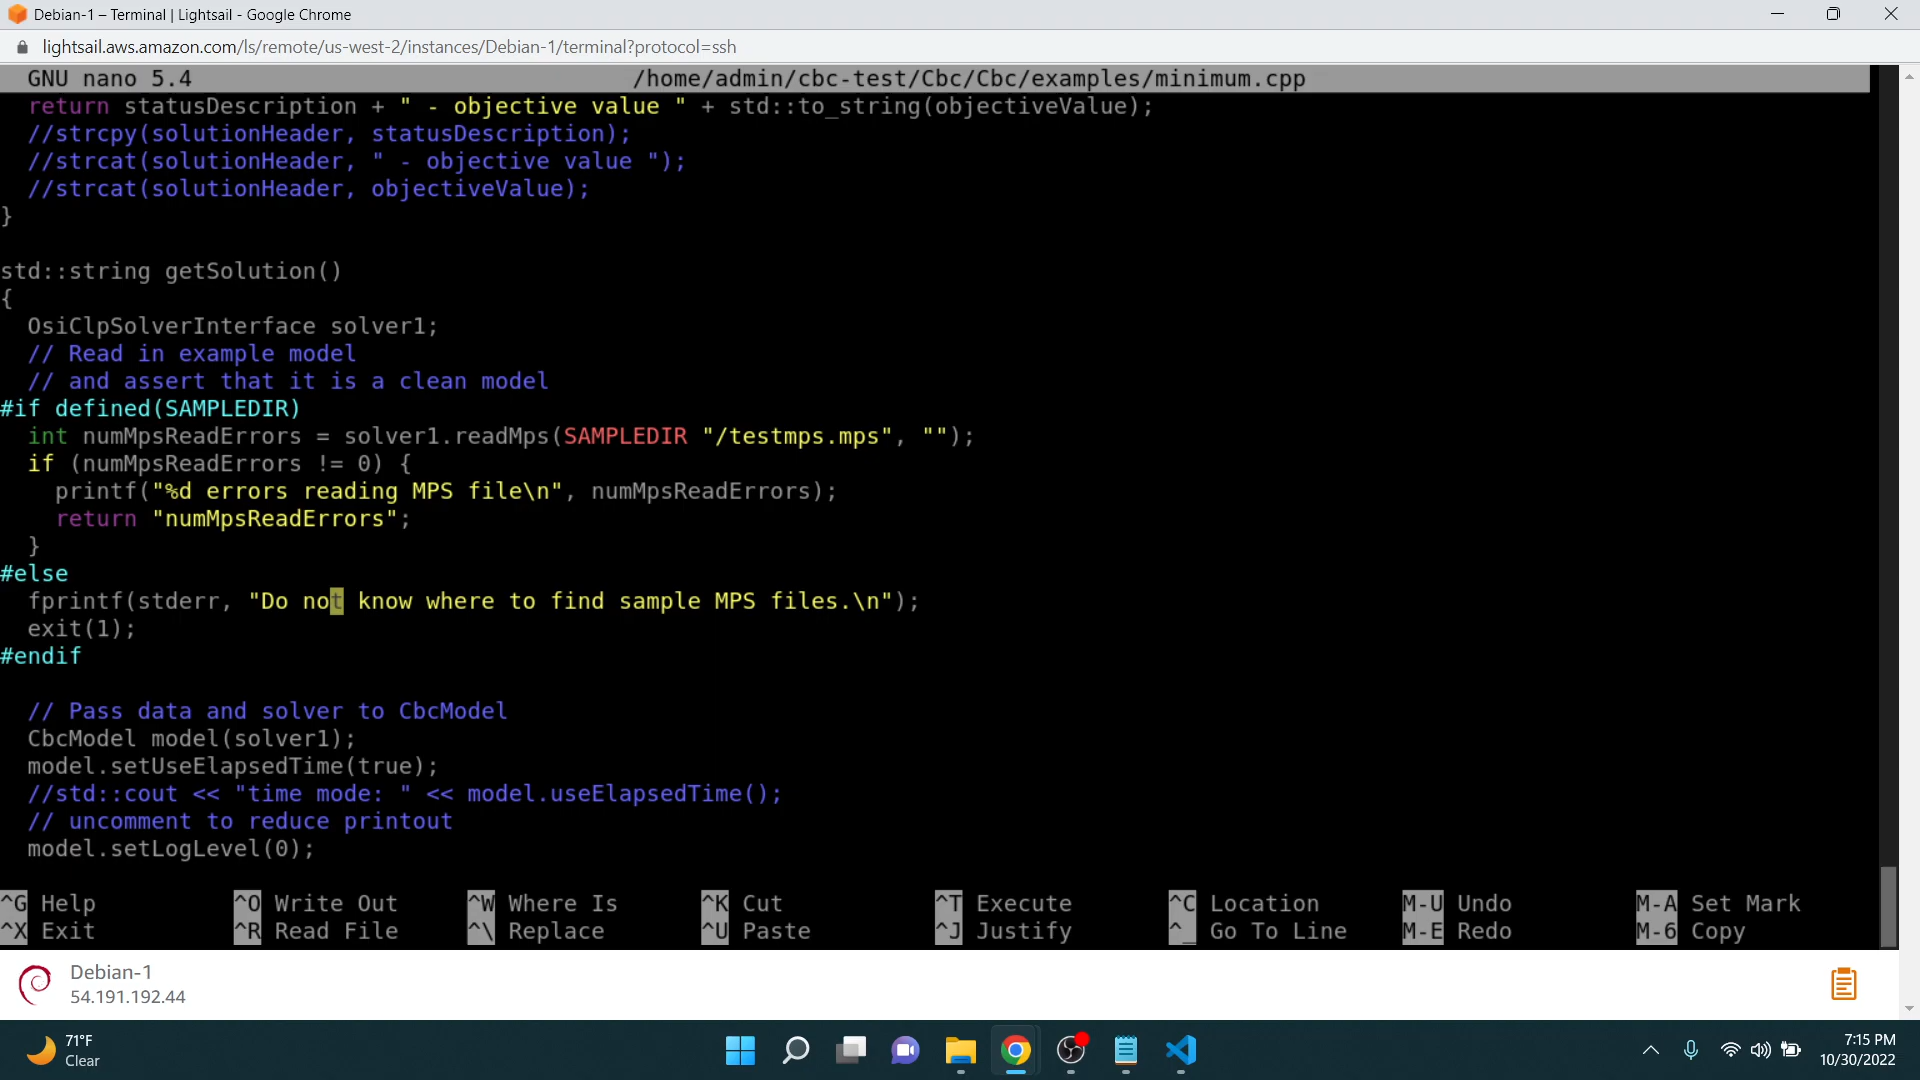 Debian-1 – Terminal | Lightsail - Google Chrome
lightsail.aws.amazon.com/ls/remote/us-west-2/instances/Debian-1/terminal?protocol=ssh
GNU nano 5.4 /home/admin/cbc-test/Cbc/Cbc/examples/minimum.cpp
return statusDescription + " - objective value " + std::to_string(objectiveValue);
//strcpy(solutionHeader, statusDescription);
//strcat(solutionHeader, " - objective value ");
//strcat(solutionHeader, objectiveValue);
}
std::string getSolution()
{
OsiClpSolverInterface solver1;
// Read in example model
// and assert that it is a clean model
#if defined(SAMPLEDIR)
int numMpsReadErrors = solver1.readMps(SAMPLEDIR "/testmps.mps", "");
if (numMpsReadErrors != 0) {
printf("%d errors reading MPS file\n", numMpsReadErrors);
return "numMpsReadErrors";
}
#else
fprintf(stderr, "Do not know where to find sample MPS files.\n");
exit(1);
#endif
// Pass data and solver to CbcModel
CbcModel model(solver1);
model.setUseElapsedTime(true);
//std::cout << "time mode: " << model.useElapsedTime();
// uncomment to reduce printout
model.setLogLevel(0);
^G Help ^O Write Out ^W Where Is ^K Cut ^T Execute ^C Location M-U Undo M-A Set Mark
^X Exit ^R Read File ^\ Replace ^U Paste ^J Justify ^_ Go To Line M-E Redo M-6 Copy
Debian-1
54.191.192.44
71°F
Clear
7:15 PM
10/30/2022